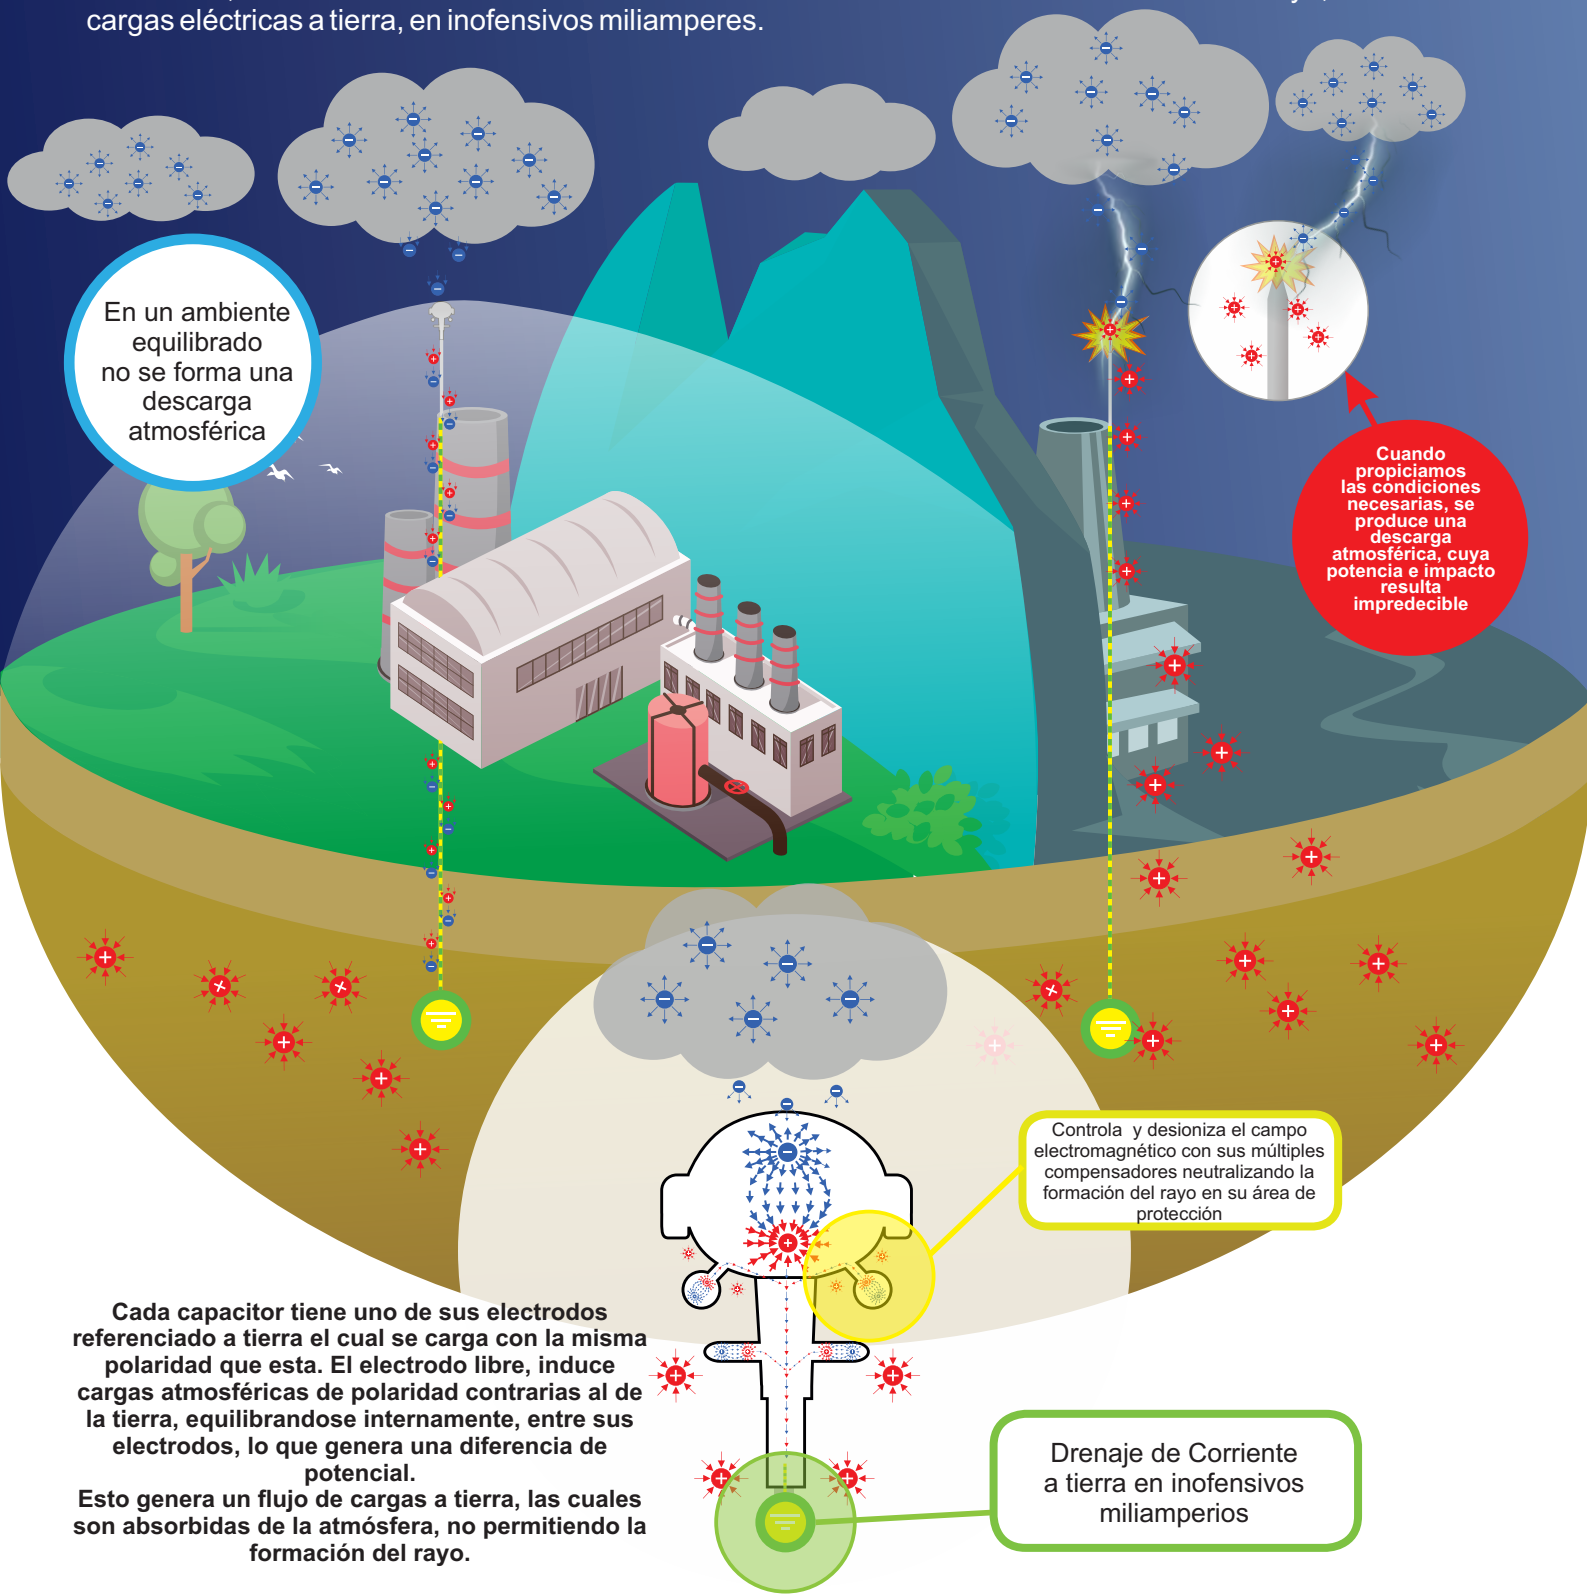 cargas eléctricas a tierra, en inofensivos miliamperes.
En un ambiente
equilibrado
no se forma una
descarga
atmosférica
Cuando
propiciamos
las condiciones
necesarias, se
produce una
descarga
atmosférica, cuya
potencia e impacto
resulta
impredecible
Controla y desioniza el campo
electromagnético con sus múltiples
compensadores neutralizando la
formación del rayo en su área de
protección
Cada capacitor tiene uno de sus electrodos
referenciado a tierra el cual se carga con la misma
polaridad que esta. El electrodo libre, induce
cargas atmosféricas de polaridad contrarias al de
la tierra, equilibrandose internamente, entre sus
electrodos, lo que genera una diferencia de
potencial.
Esto genera un flujo de cargas a tierra, las cuales
son absorbidas de la atmósfera, no permitiendo la
formación del rayo.
Drenaje de Corriente
a tierra en inofensivos
miliamperios